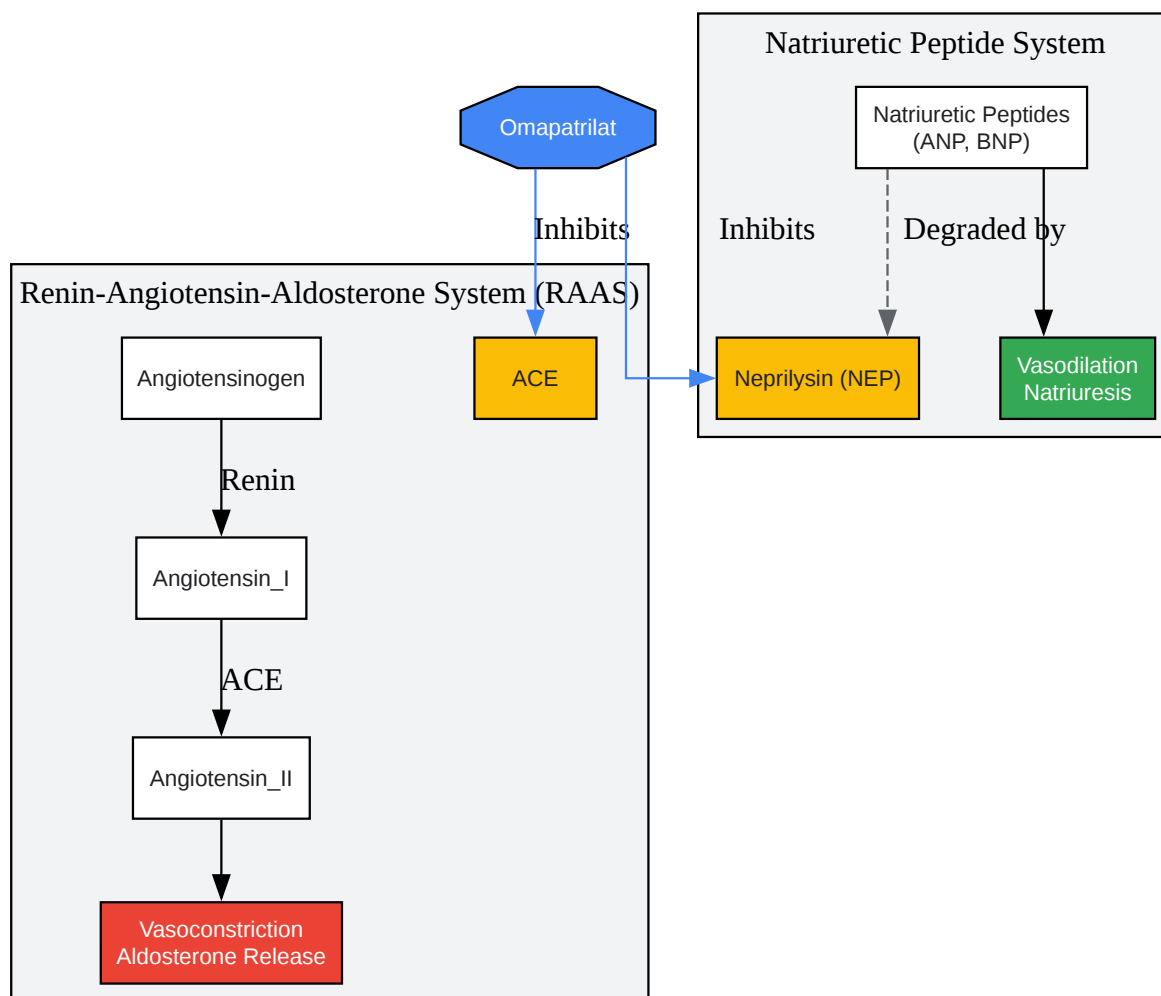 Natriuretic Peptide System
Natriuretic Peptides
(ANP, BNP)
Omapatrilat
Inhibits
Inhibits
Degraded by
Renin-Angiotensin-Aldosterone System (RAAS)
Angiotensinogen
ACE
Neprilysin (NEP)
Vasodilation
Natriuresis
Renin
Angiotensin_I
ACE
Angiotensin_II
Vasoconstriction
Aldosterone Release